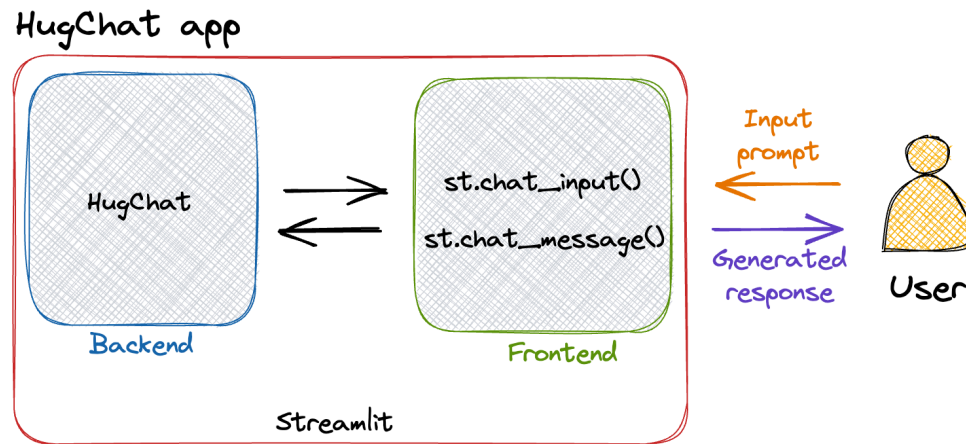 HugChat app
HugChat
Backend
st.chat_input()
st.chat_message()
Frontend
Streamlit
Input
prompt
Generated
response
User